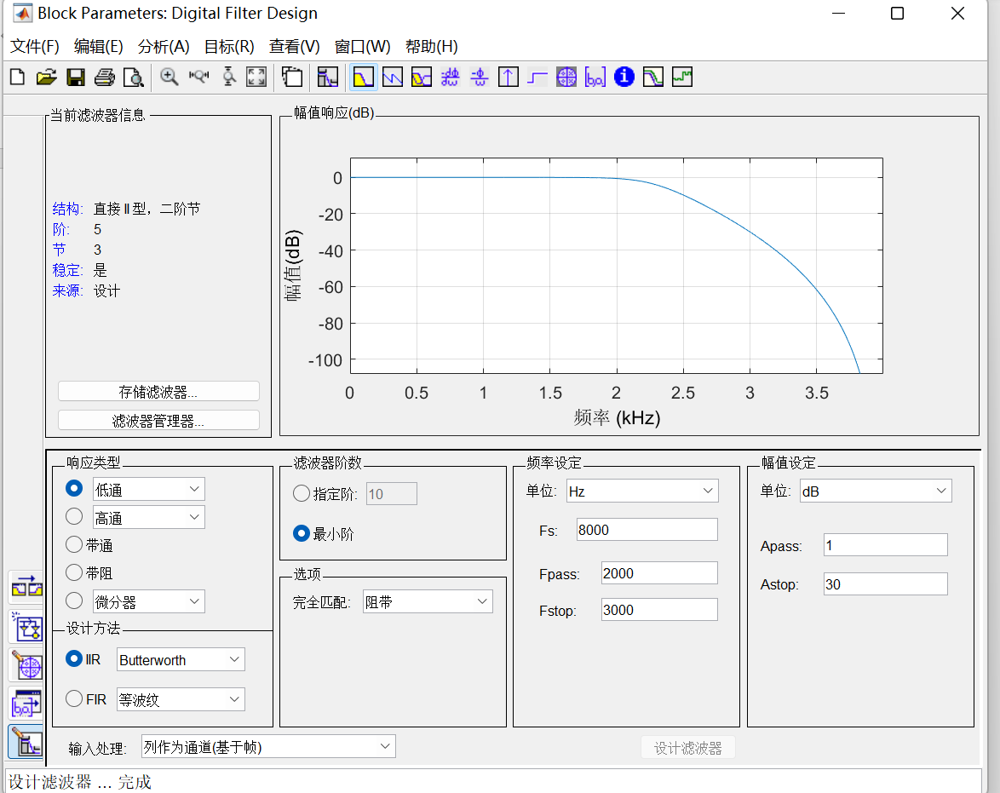 Block Parameters: Digital Filter Design
文件(F) 编辑(E) 分析(A) 目标(R) 查看(V) 窗口(W) 帮助(H)
当前滤波器信息
结构: 直接 II 型，二阶节
阶: 5
节 3
稳定: 是
来源: 设计
存储滤波器...
滤波器管理器...
幅值响应(dB)
幅值(dB)
0
-20
-40
-60
-80
-100
0 0.5 1 1.5 2 2.5 3 3.5
频率 (kHz)
响应类型
低通
高通
带通
带阻
微分器
设计方法
IIR Butterworth
FIR 等波纹
滤波器阶数
指定阶: 10
最小阶
选项
完全匹配: 阻带
频率设定
单位: Hz
Fs: 8000
Fpass: 2000
Fstop: 3000
幅值设定
单位: dB
Apass: 1
Astop: 30
输入处理: 列作为通道(基于帧)
设计滤波器
设计滤波器 ... 完成